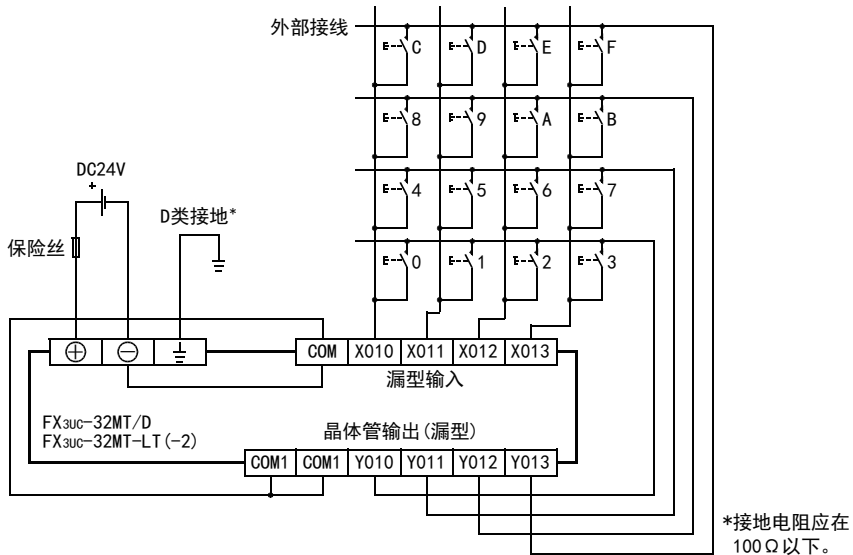 外部接线
C D E F
8 9 A B
DC24V
+
4 5 6 7
D类接地*
保险丝
0 1 2 3
⊕ ⊖ COM X010 X011 X012 X013
漏型输入
FX3UC-32MT/D
FX3UC-32MT-LT(-2)
晶体管输出(漏型)
COM1 COM1 Y010 Y011 Y012 Y013
*接地电阻应在
100Ω以下。